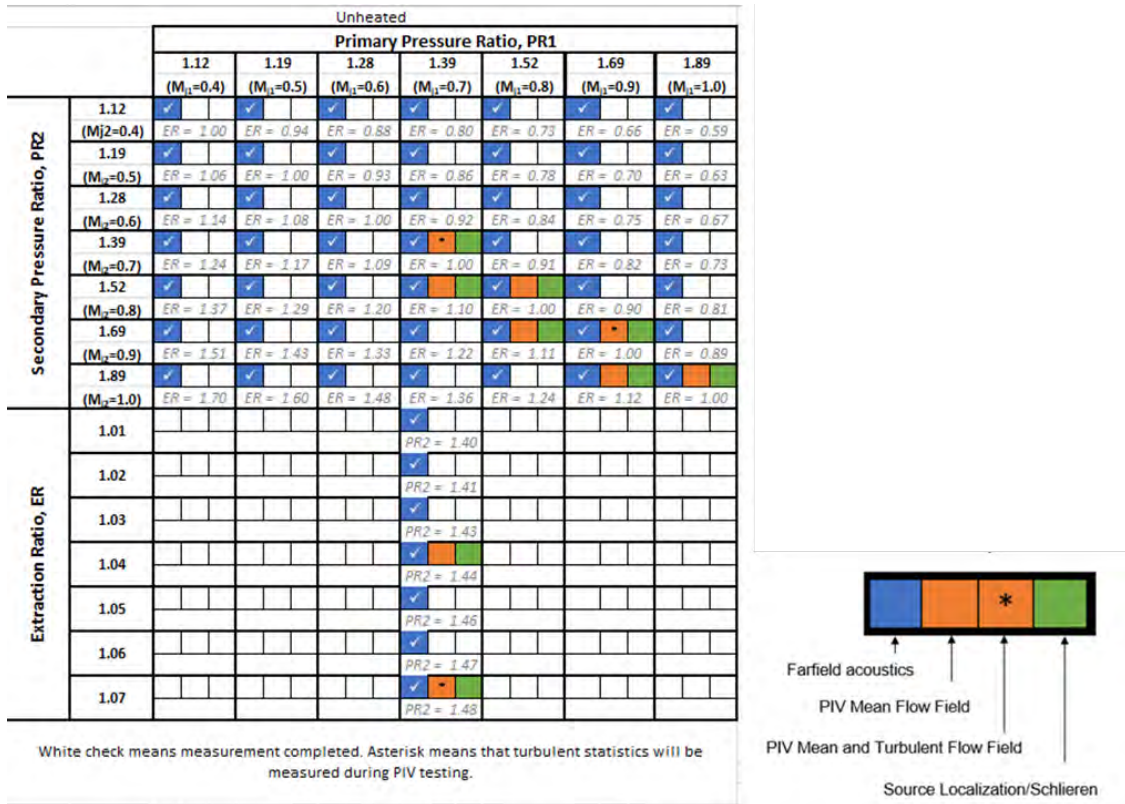 Unheated
Primary Pressure Ratio, PR1
1.12 1.19 1.28 1.39 1.52 1.69 1.89
(Mj1=0.4) (Mj1=0.5) (Mj1=0.6) (Mj1=0.7) (Mj1=0.8) (Mj1=0.9) (Mj1=1.0)
Secondary Pressure Ratio, PR2
1.12 ✓ ✓ ✓ ✓ ✓ ✓ ✓
(Mj2=0.4) ER = 1.00 ER = 0.94 ER = 0.88 ER = 0.80 ER = 0.73 ER = 0.66 ER = 0.59
1.19 ✓ ✓ ✓ ✓ ✓ ✓ ✓
(Mj2=0.5) ER = 1.06 ER = 1.00 ER = 0.93 ER = 0.86 ER = 0.78 ER = 0.70 ER = 0.63
1.28 ✓ ✓ ✓ ✓ ✓ ✓ ✓
(Mj2=0.6) ER = 1.14 ER = 1.08 ER = 1.00 ER = 0.92 ER = 0.84 ER = 0.75 ER = 0.67
1.39 ✓ ✓ ✓ ✓ * ✓ ✓ ✓
(Mj2=0.7) ER = 1.24 ER = 1.17 ER = 1.09 ER = 1.00 ER = 0.91 ER = 0.82 ER = 0.73
1.52 ✓ ✓ ✓ ✓ ✓ ✓ ✓
(Mj2=0.8) ER = 1.37 ER = 1.29 ER = 1.20 ER = 1.10 ER = 1.00 ER = 0.90 ER = 0.81
1.69 ✓ ✓ ✓ ✓ ✓ ✓ * ✓
(Mj2=0.9) ER = 1.51 ER = 1.43 ER = 1.33 ER = 1.22 ER = 1.11 ER = 1.00 ER = 0.89
1.89 ✓ ✓ ✓ ✓ ✓ ✓ ✓
(Mj2=1.0) ER = 1.70 ER = 1.60 ER = 1.48 ER = 1.36 ER = 1.24 ER = 1.12 ER = 1.00
Extraction Ratio, ER
1.01 ✓
PR2 = 1.40
1.02 ✓
PR2 = 1.41
1.03 ✓
PR2 = 1.43
1.04 ✓
PR2 = 1.44
1.05 ✓
PR2 = 1.46
1.06 ✓
PR2 = 1.47
1.07 ✓ *
PR2 = 1.48
White check means measurement completed. Asterisk means that turbulent statistics will be
measured during PIV testing.
*
Farfield acoustics
PIV Mean Flow Field
PIV Mean and Turbulent Flow Field
Source Localization/Schlieren